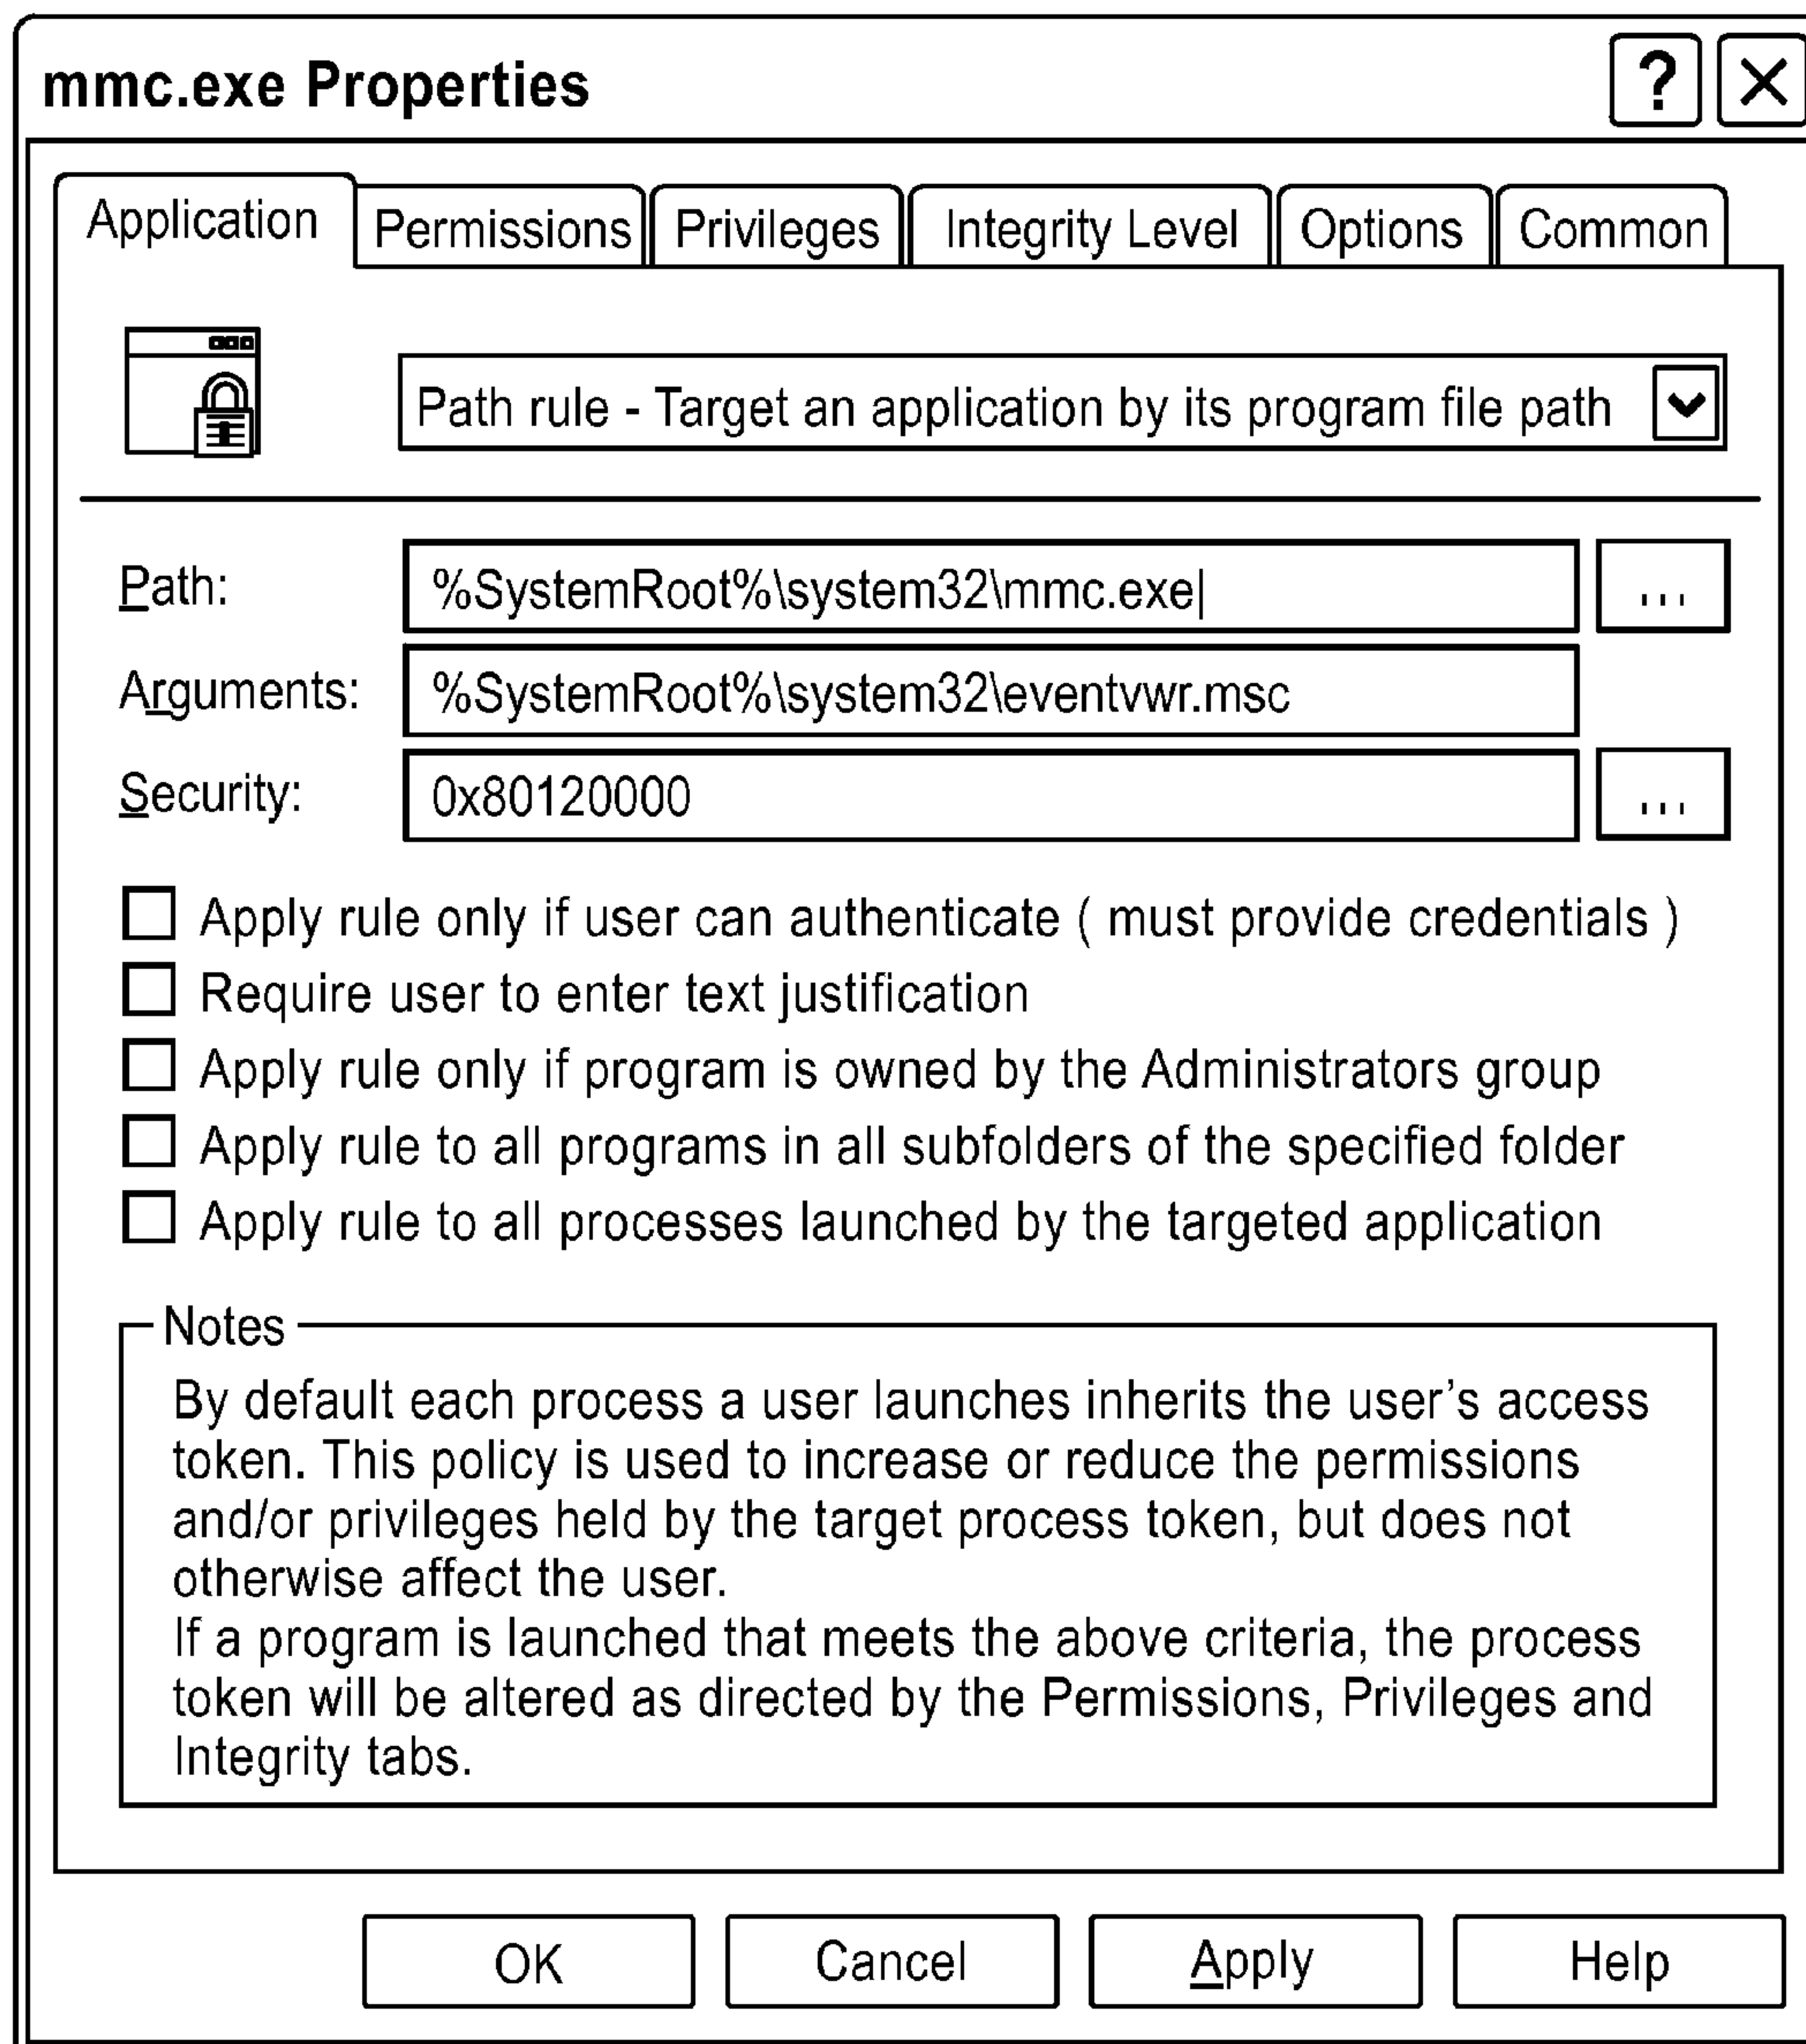 mmc.exe Properties ? X
Application Permissions Privileges Integrity Level Options Common
Path rule - Target an application by its program file path
Path: %SystemRoot%\system32\mmc.exe ...
Arguments: %SystemRoot%\system32\eventvwr.msc
Security: 0x80120000 ...
Apply rule only if user can authenticate ( must provide credentials )
Require user to enter text justification
Apply rule only if program is owned by the Administrators group
Apply rule to all programs in all subfolders of the specified folder
Apply rule to all processes launched by the targeted application
Notes
By default each process a user launches inherits the user's access
token. This policy is used to increase or reduce the permissions
and/or privileges held by the target process token, but does not
otherwise affect the user.
If a program is launched that meets the above criteria, the process
token will be altered as directed by the Permissions, Privileges and
Integrity tabs.
OK Cancel Apply Help